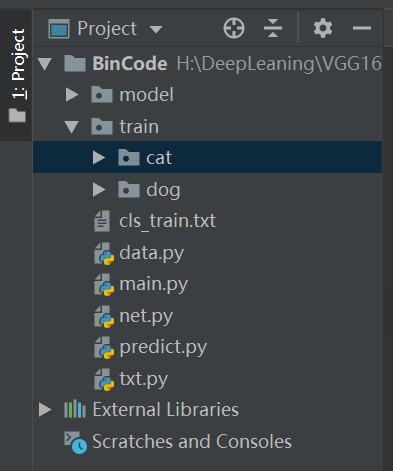 1: Project
Project
BinCode H:\DeepLeaning\VGG16
model
train
cat
dog
cls_train.txt
data.py
main.py
net.py
predict.py
txt.py
External Libraries
Scratches and Consoles